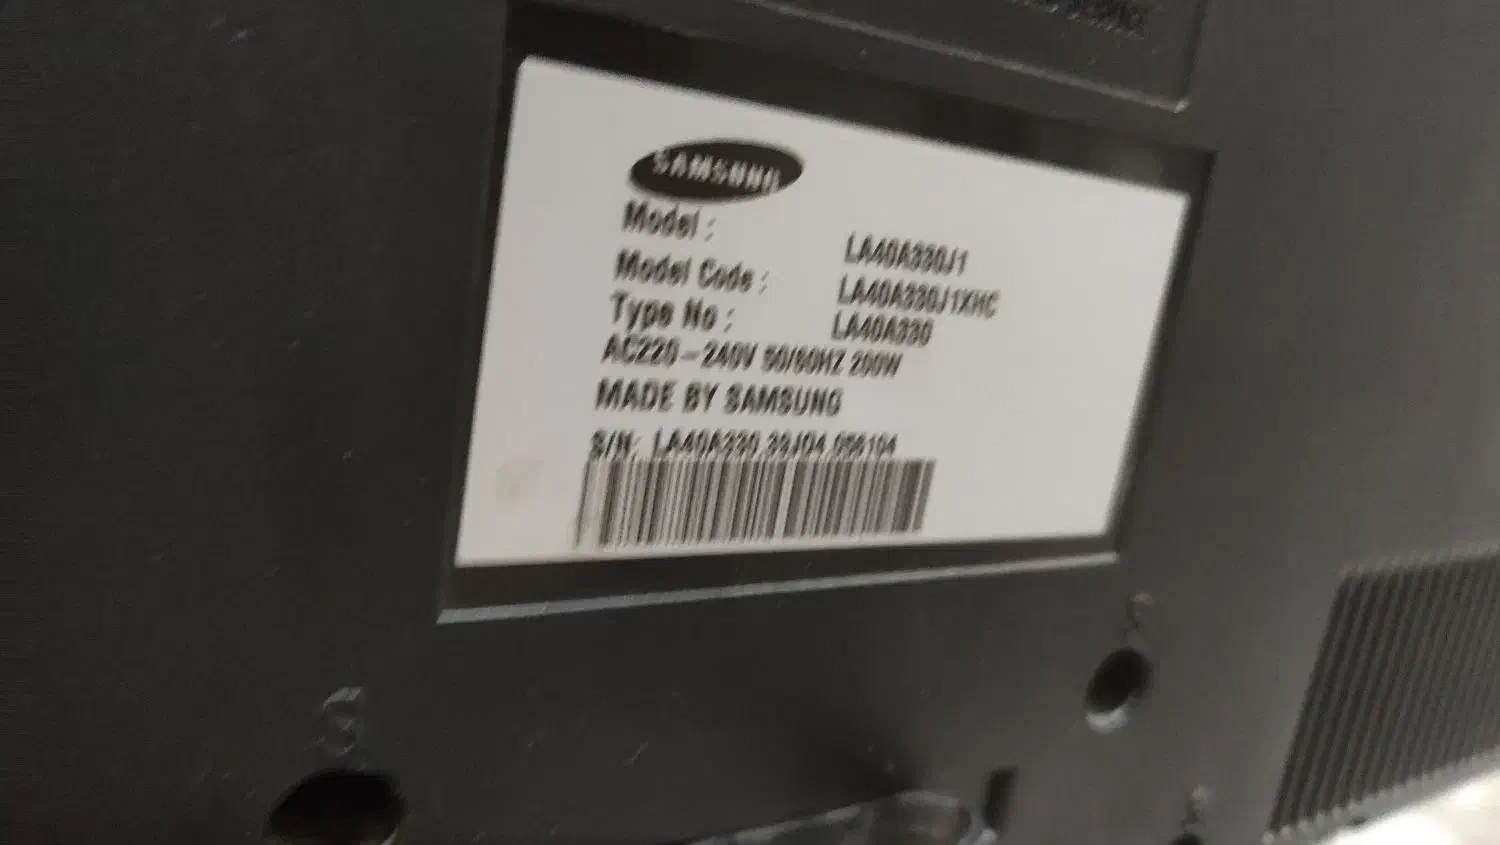 SAMSUNG
Model : LA40A330J1
Model Code : LA40A330J1XHC
Type No : LA40A330
AC220-240V 50/60HZ 200W
MADE BY SAMSUNG
S/N: